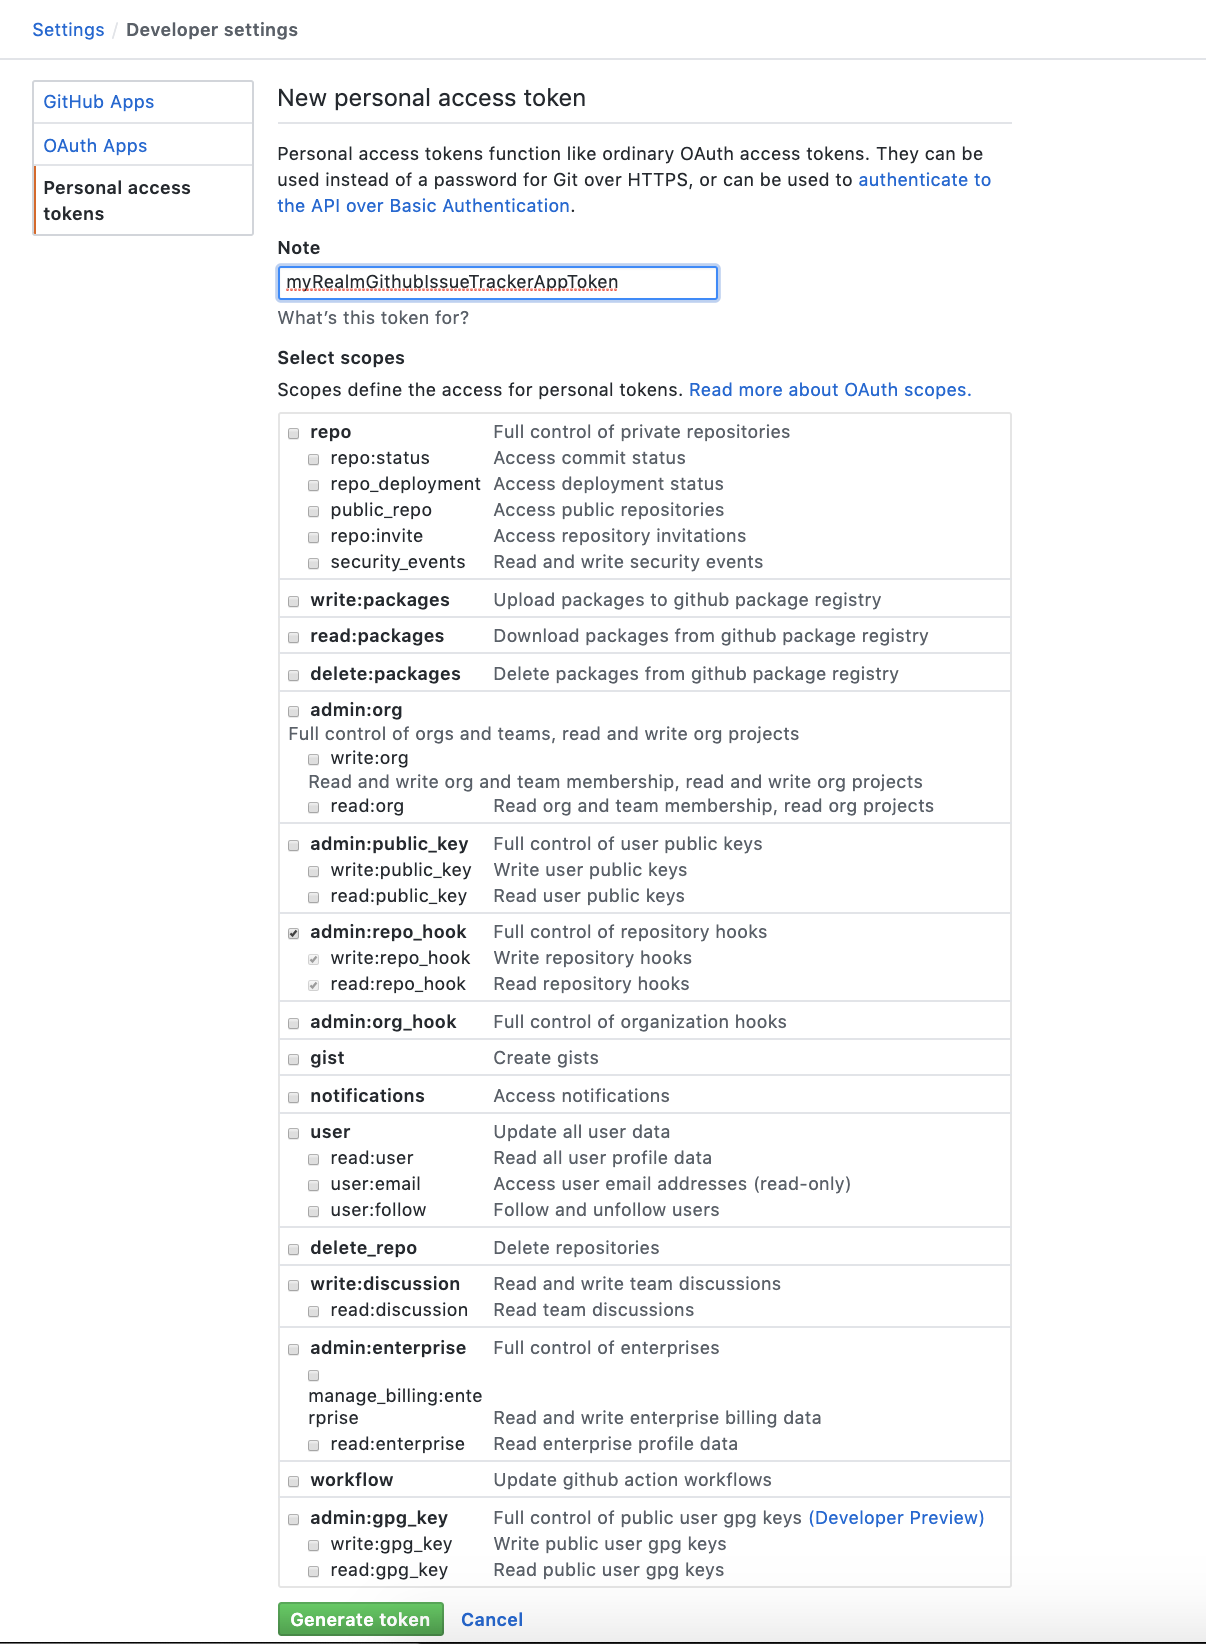 Settings / Developer settings
GitHub Apps
OAuth Apps
Personal access
tokens
New personal access token
Personal access tokens function like ordinary OAuth access tokens. They can be
used instead of a password for Git over HTTPS, or can be used to authenticate to
the API over Basic Authentication.
Note
myRealmGithubIssueTrackerAppToken
What’s this token for?
Select scopes
Scopes define the access for personal tokens. Read more about OAuth scopes.
repo Full control of private repositories
repo:status Access commit status
repo_deployment Access deployment status
public_repo Access public repositories
repo:invite Access repository invitations
security_events Read and write security events
write:packages Upload packages to github package registry
read:packages Download packages from github package registry
delete:packages Delete packages from github package registry
admin:org
Full control of orgs and teams, read and write org projects
write:org
Read and write org and team membership, read and write org projects
read:org Read org and team membership, read org projects
admin:public_key Full control of user public keys
write:public_key Write user public keys
read:public_key Read user public keys
admin:repo_hook Full control of repository hooks
write:repo_hook Write repository hooks
read:repo_hook Read repository hooks
admin:org_hook Full control of organization hooks
gist Create gists
notifications Access notifications
user Update all user data
read:user Read all user profile data
user:email Access user email addresses (read-only)
user:follow Follow and unfollow users
delete_repo Delete repositories
write:discussion Read and write team discussions
read:discussion Read team discussions
admin:enterprise Full control of enterprises
manage_billing:ente
rprise Read and write enterprise billing data
read:enterprise Read enterprise profile data
workflow Update github action workflows
admin:gpg_key Full control of public user gpg keys (Developer Preview)
write:gpg_key Write public user gpg keys
read:gpg_key Read public user gpg keys
Generate token Cancel